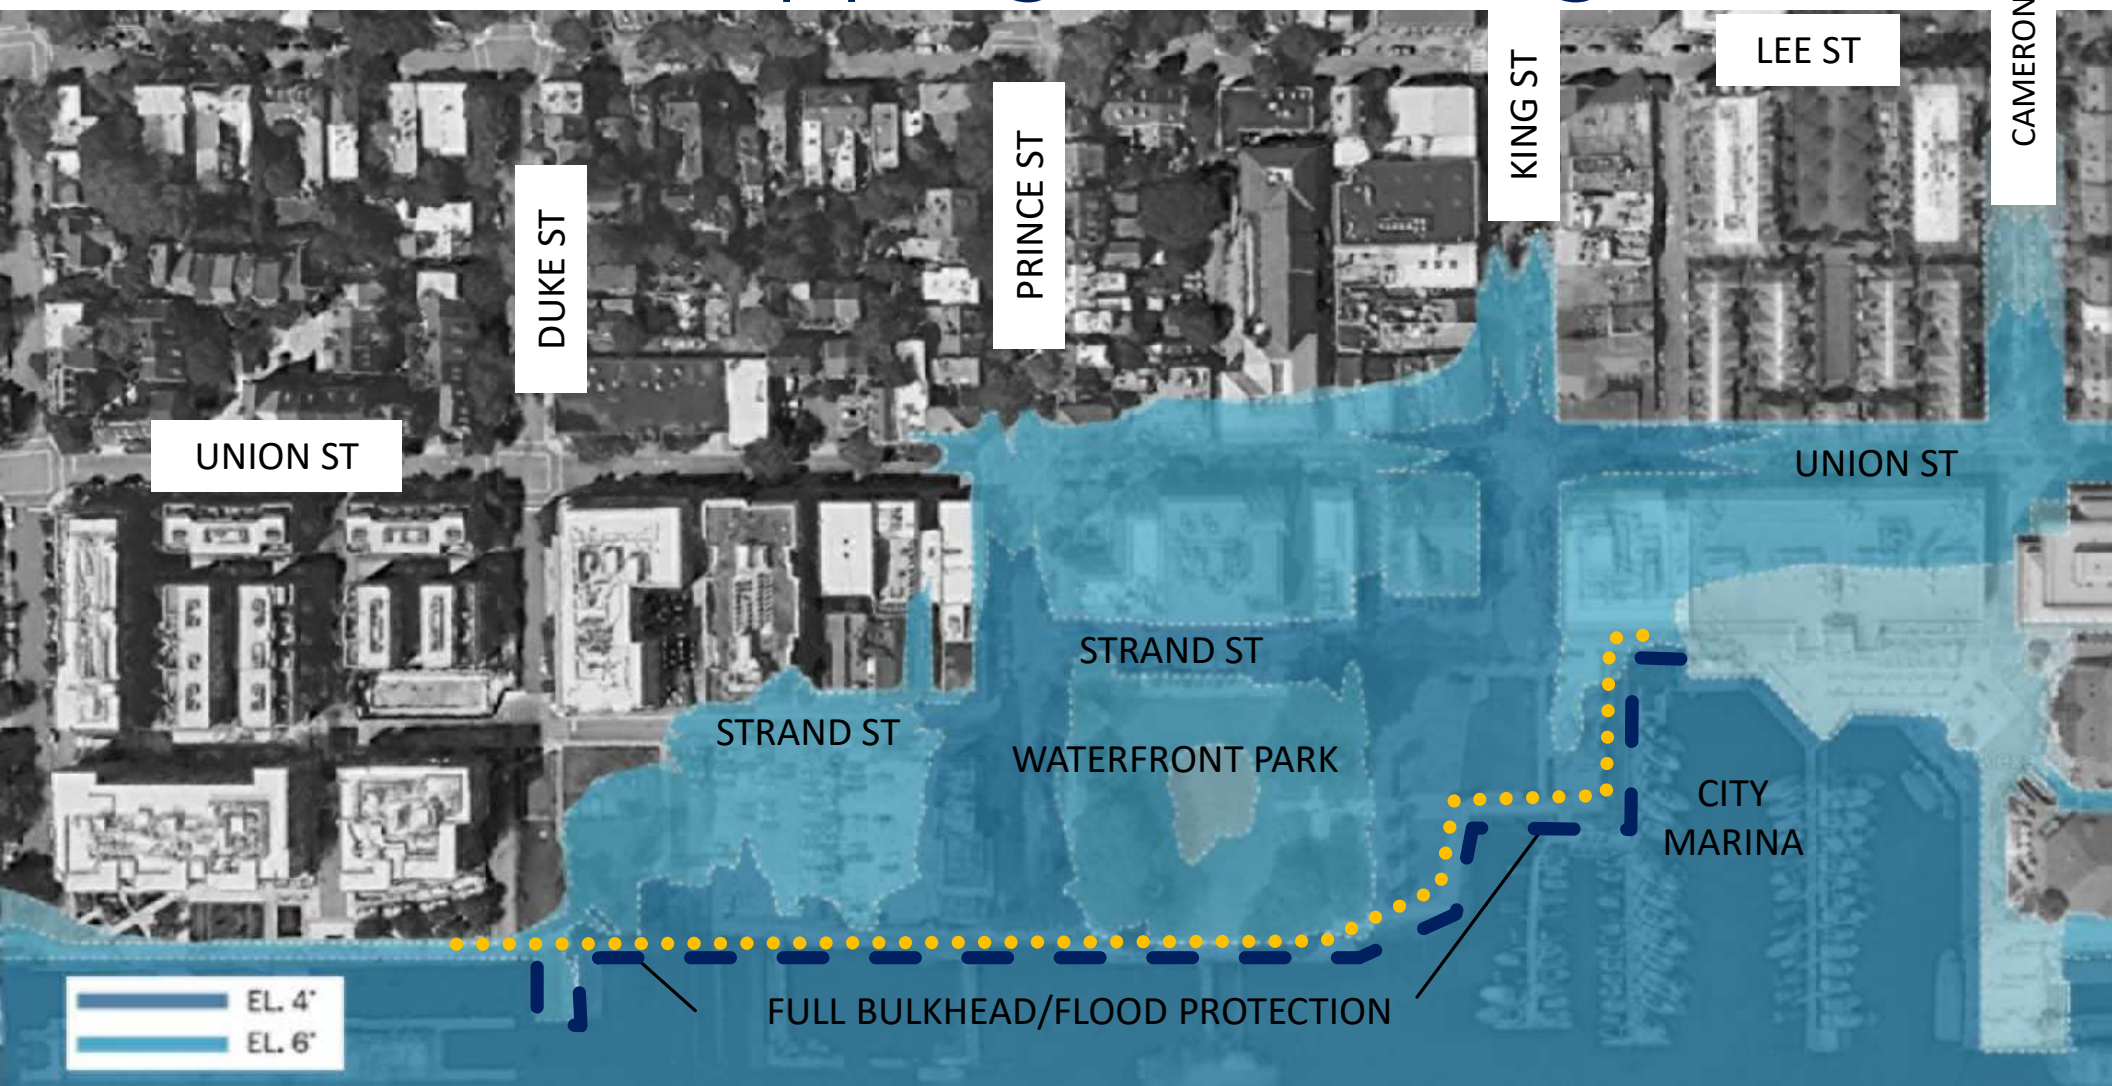 LEE ST
CAMERON
KING ST
PRINCE ST
DUKE ST
UNION ST
UNION ST
STRAND ST
STRAND ST
WATERFRONT PARK
CITY
MARINA
FULL BULKHEAD/FLOOD PROTECTION
EL. 4'
EL. 6'